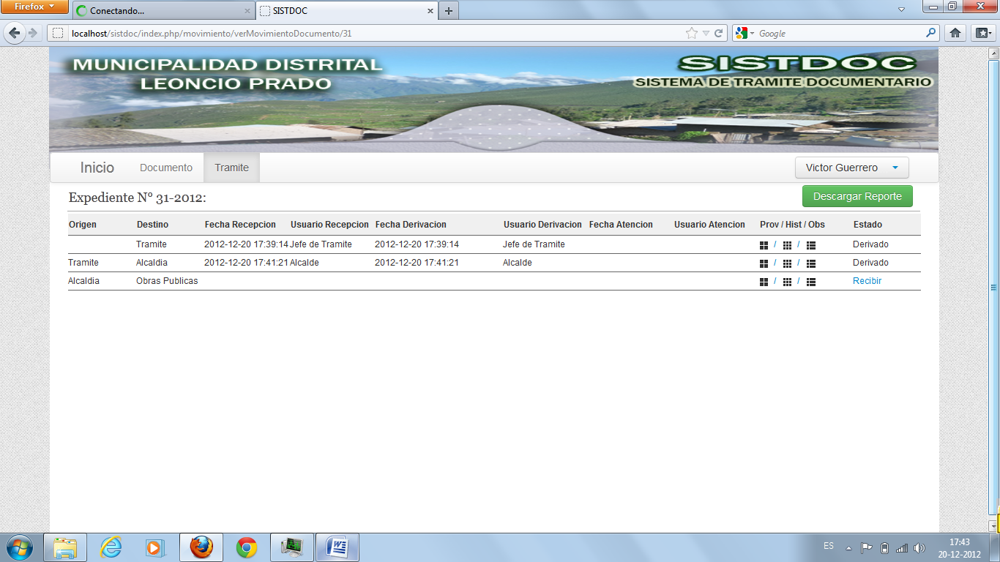 Firefox
Conectando...
SISTDOC
localhost/sistdoc/index.php/movimiento/verMovimientoDocumento/31
Google
MUNICIPALIDAD DISTRITAL
LEONCIO PRADO
SISTDOC
SISTEMA DE TRAMITE DOCUMENTARIO
Inicio Documento Tramite Victor Guerrero
Expediente N° 31-2012: Descargar Reporte
Origen Destino Fecha Recepcion Usuario Recepcion Fecha Derivacion Usuario Derivacion Fecha Atencion Usuario Atencion Prov / Hist / Obs Estado
Tramite 2012-12-20 17:39:14 Jefe de Tramite 2012-12-20 17:39:14 Jefe de Tramite / / Derivado
Tramite Alcaldia 2012-12-20 17:41:21 Alcalde 2012-12-20 17:41:21 Alcalde / / Derivado
Alcaldia Obras Publicas / / Recibir
ES
17:43
20-12-2012